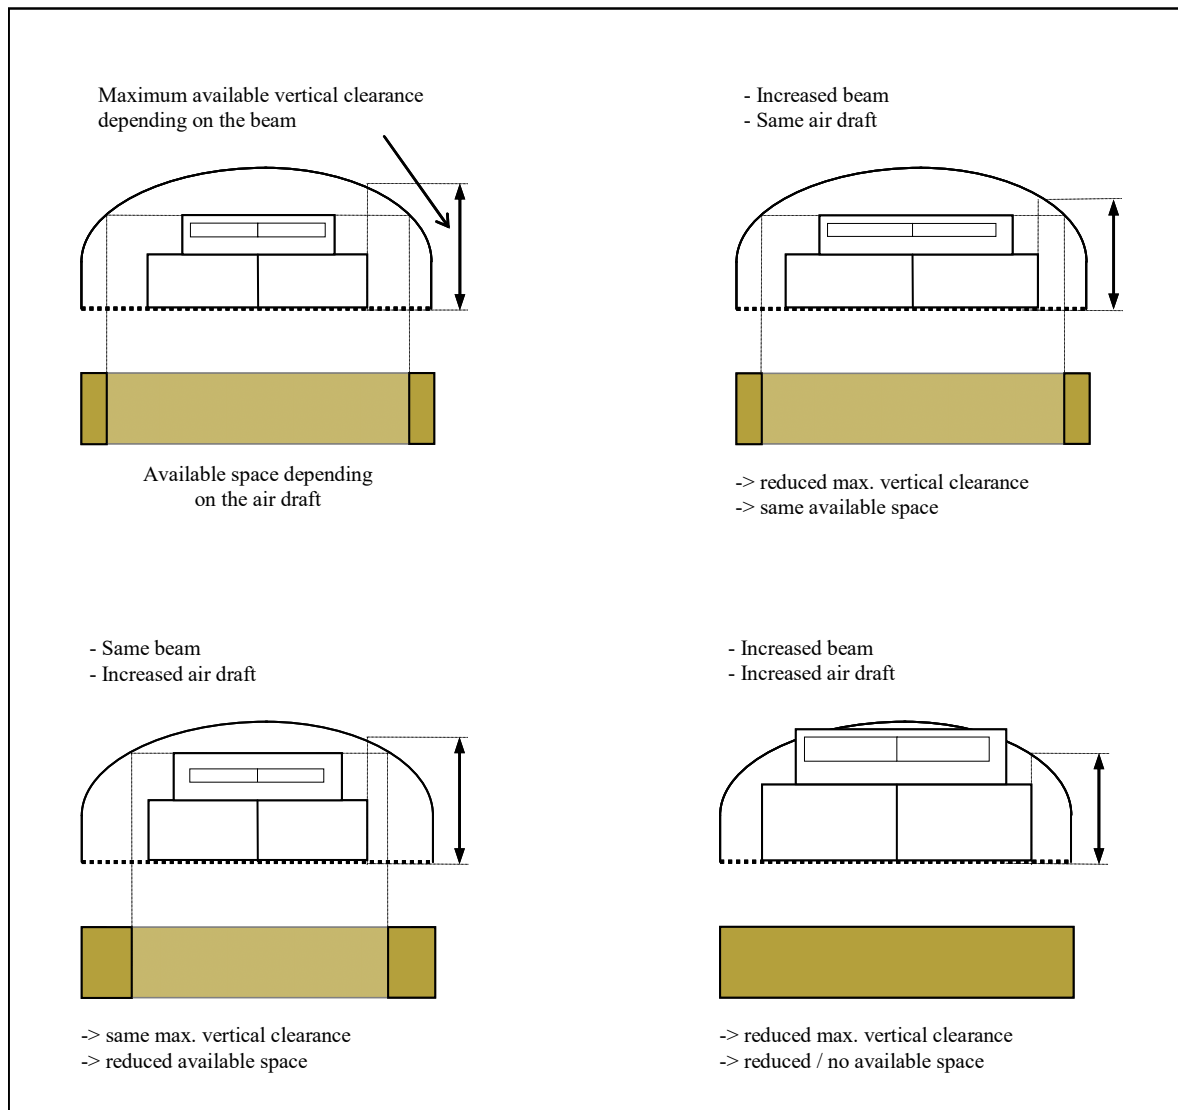 Maximum available vertical clearance
depending on the beam
- Increased beam
- Same air draft
Available space depending
on the air draft
-> reduced max. vertical clearance
-> same available space
- Same beam
- Increased air draft
- Increased beam
- Increased air draft
-> same max. vertical clearance
-> reduced available space
-> reduced max. vertical clearance
-> reduced / no available space